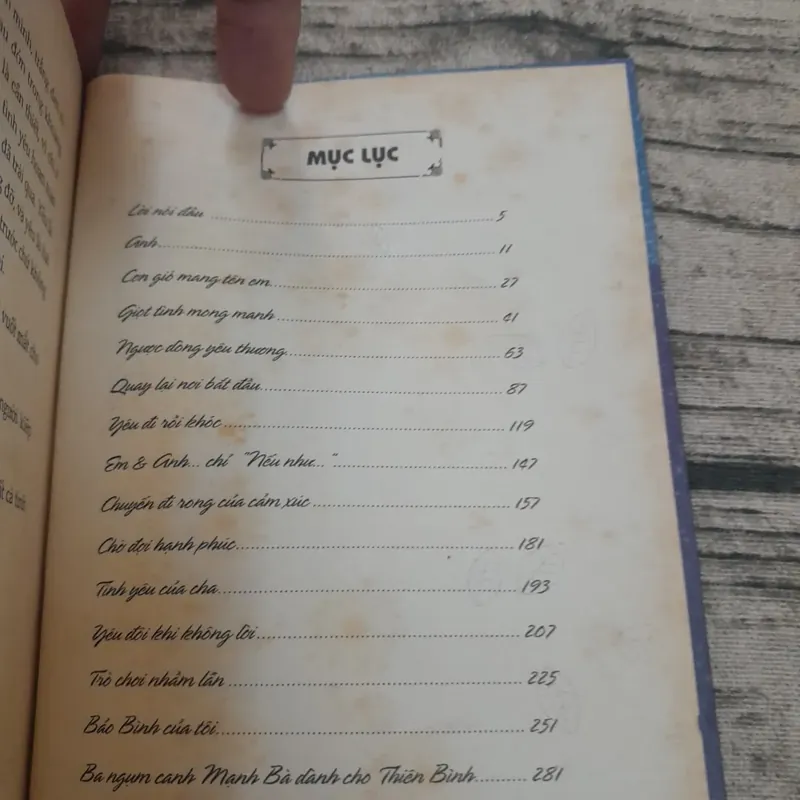 MỤC LỤC
Lời nói đầu ........ 5
Anh ........ 11
Cơn gió mang tên em ........ 27
Giọt tình mong manh ........ 41
Ngược dòng yêu thương ........ 63
Quay lại nơi bắt đầu ........ 87
Yêu đi rồi khóc ........ 119
Em & Anh... chỉ "Nếu như..." ........ 147
Chuyến đi rong của cảm xúc ........ 157
Chờ đợi hạnh phúc ........ 181
Tình yêu của cha ........ 193
Yêu đôi khi không lời ........ 207
Trò chơi nhầm lẫn ........ 225
Bảo Bình của tôi ........ 251
Ba ngụm canh Mạnh Bà dành cho Thiên Bình ........ 281